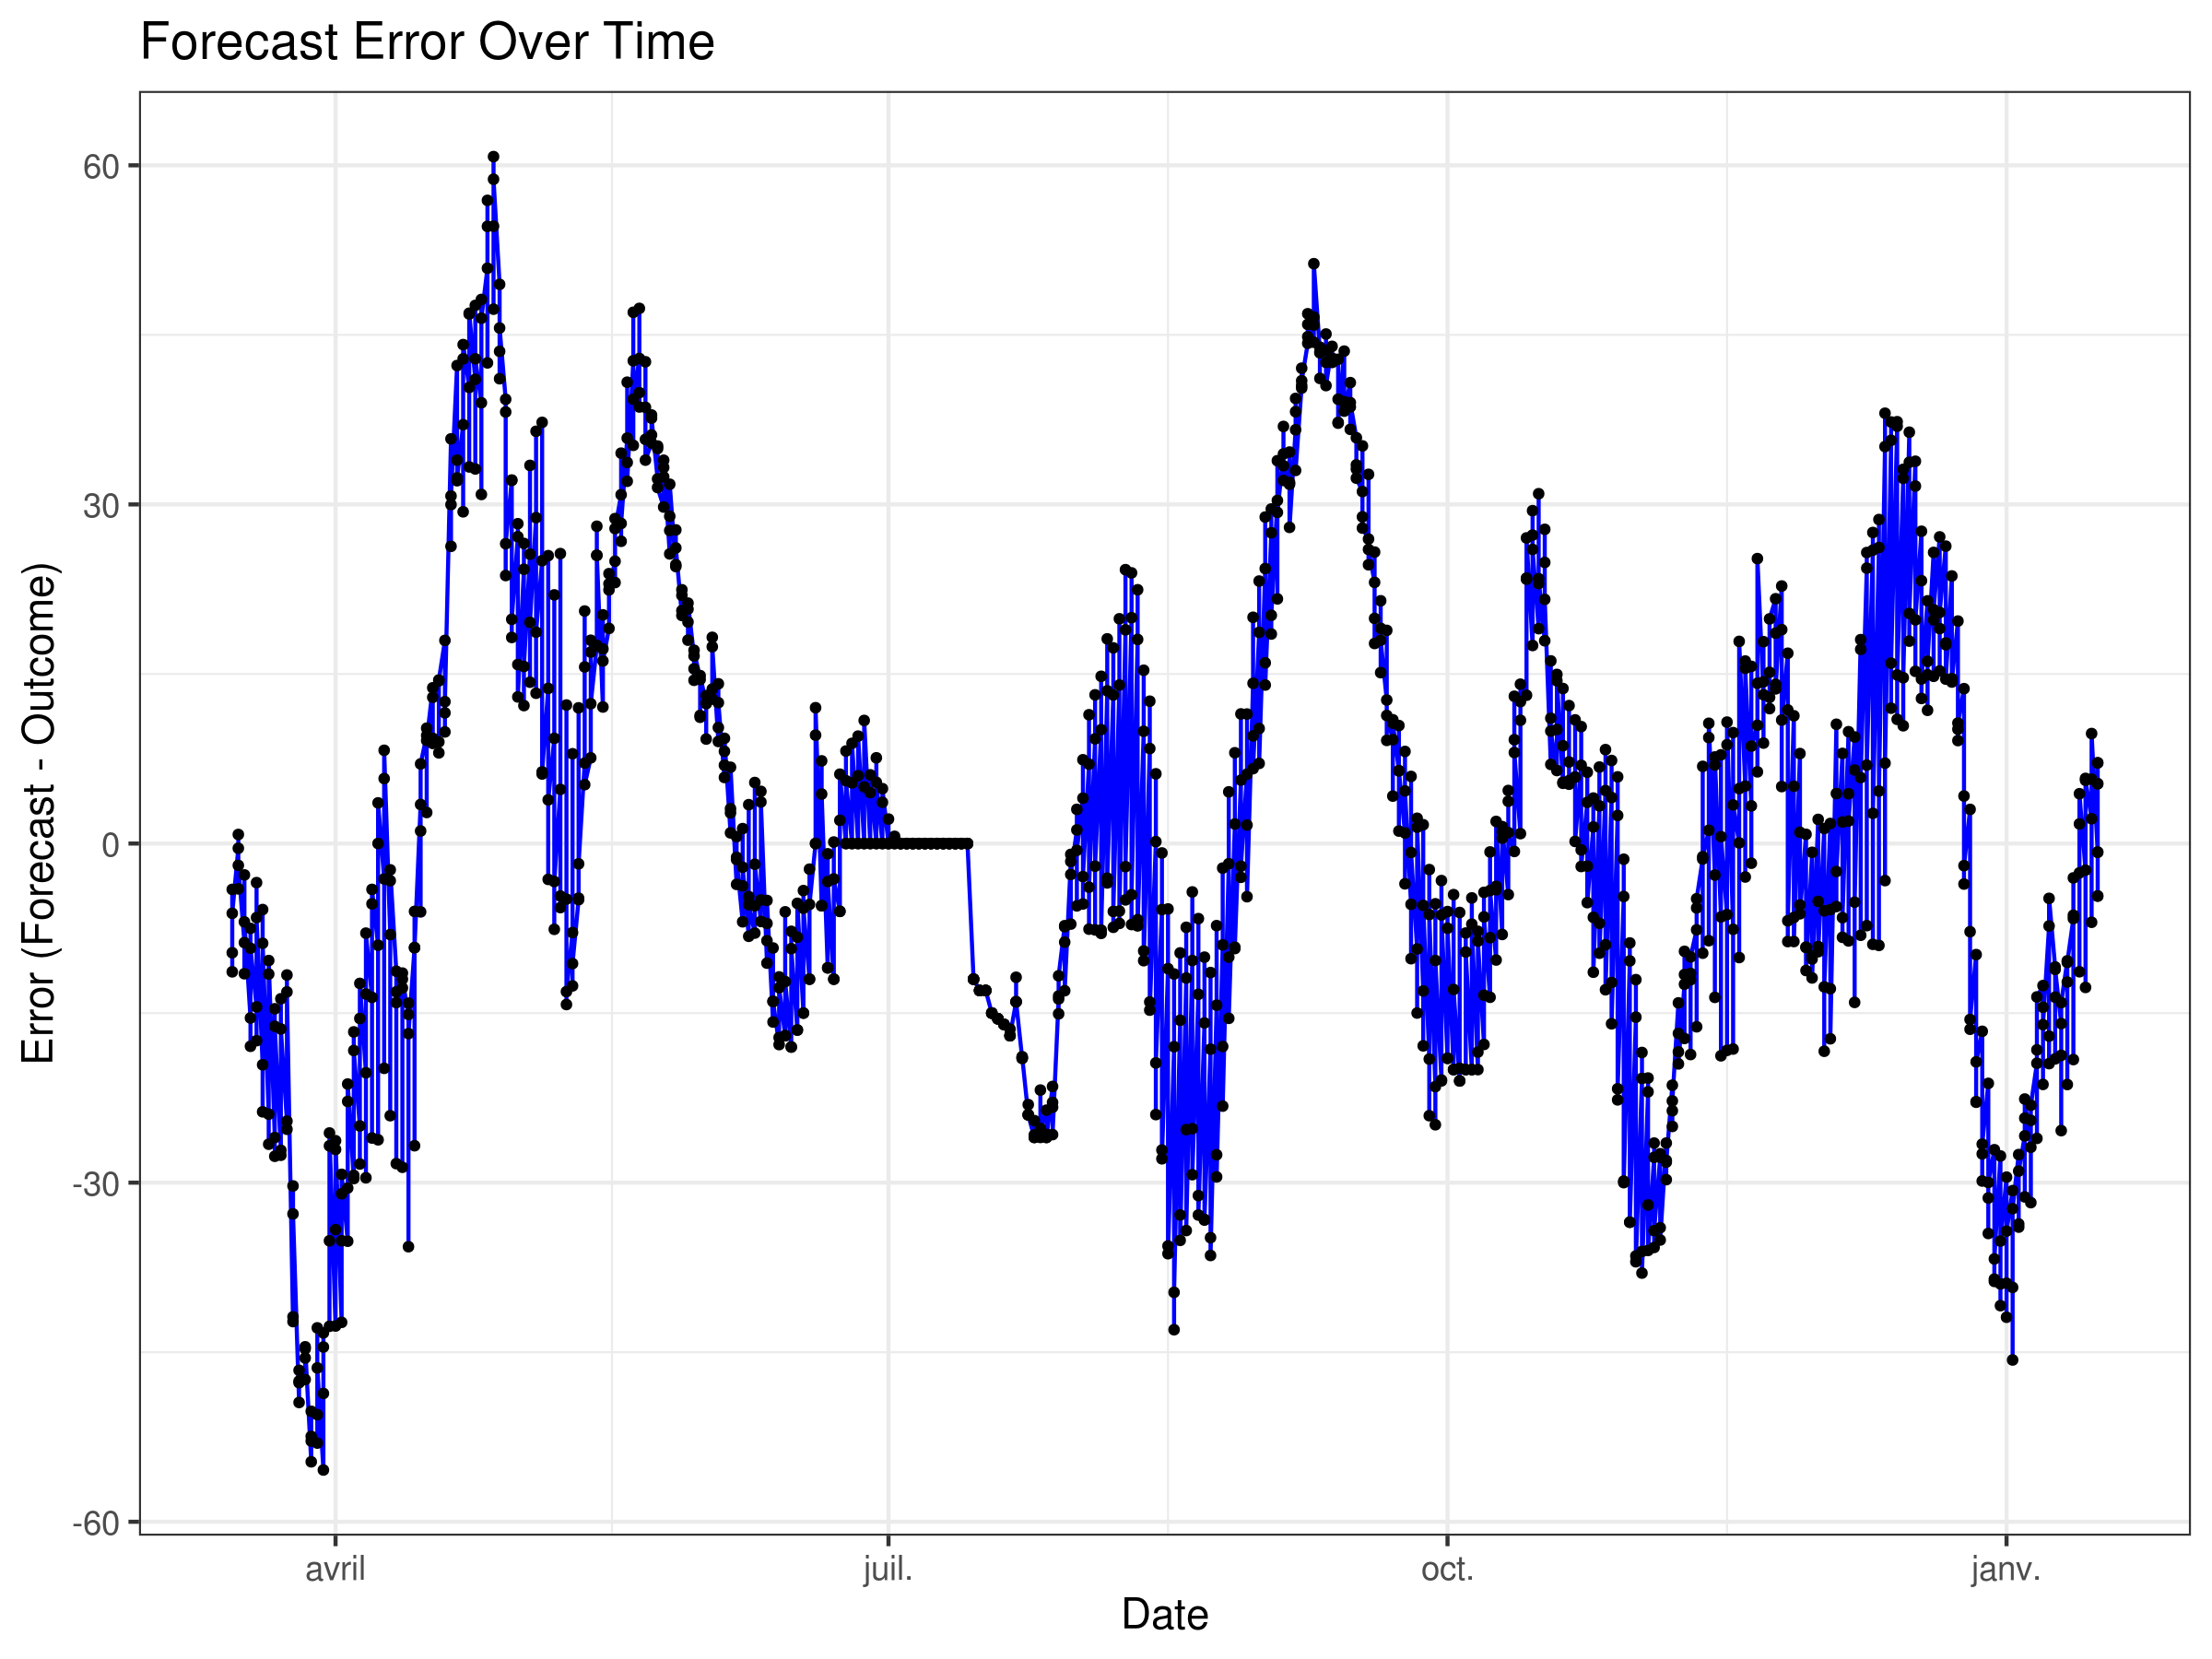 Forecast Error Over Time
Error (Forecast - Outcome)
60
30
0
-30
-60
avril
juil.
oct.
janv.
Date